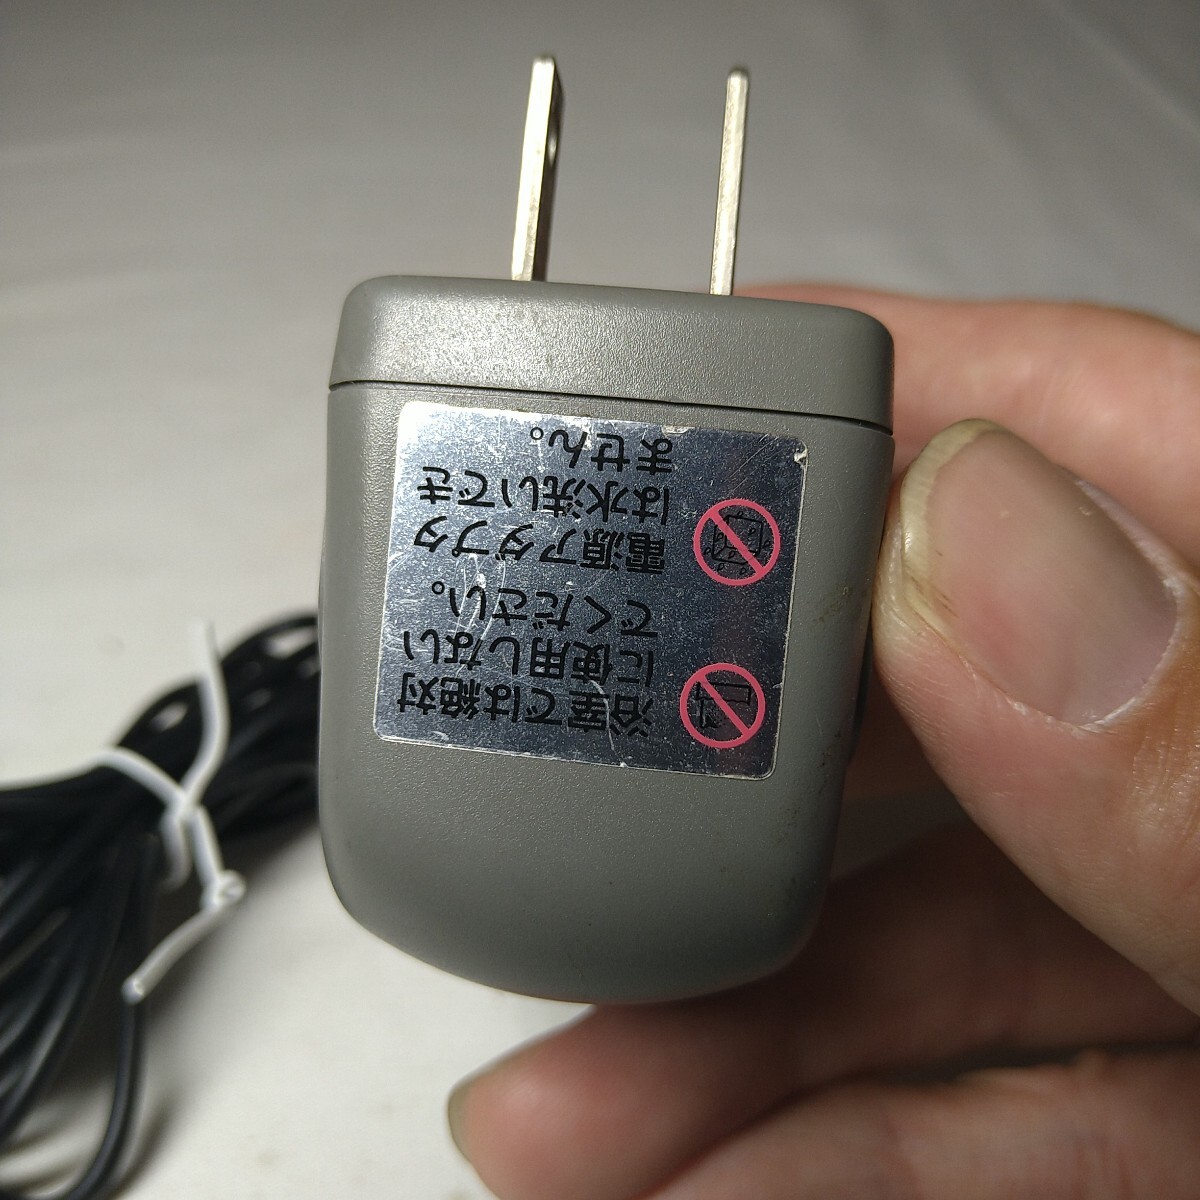 浴室では絶対
に使用しない
でください。
電源アダプタ
は水洗いでき
ません。